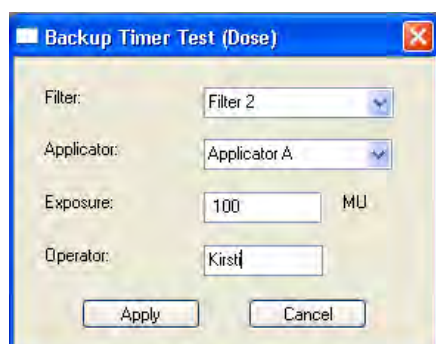 Backup Timer Test (Dose)
Filter: Filter 2
Applicator: Applicator A
Exposure: 100 MU
Operator: Kirsti
Apply Cancel